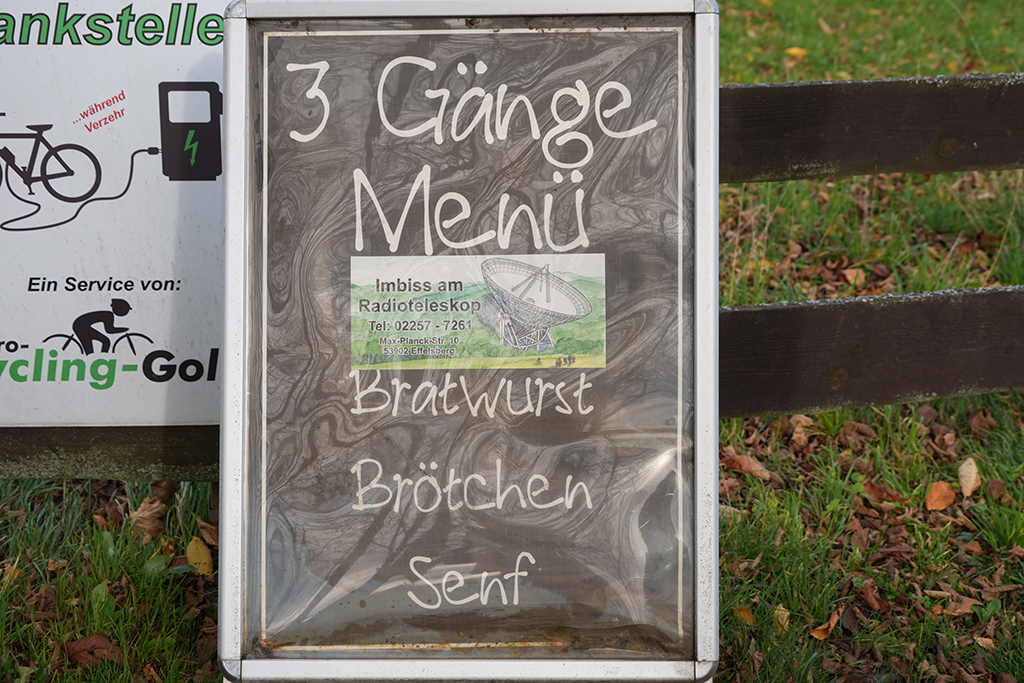 ankstelle
...während
Verzehr
Ein Service von:
ro-
ycling-Gol
3 Gänge
Menü
Imbiss am
Radioteleskop
Tel: 02257 - 7261
Max-Planck-Str. 10
53902 Effelsberg
Bratwurst
Brötchen
Senf